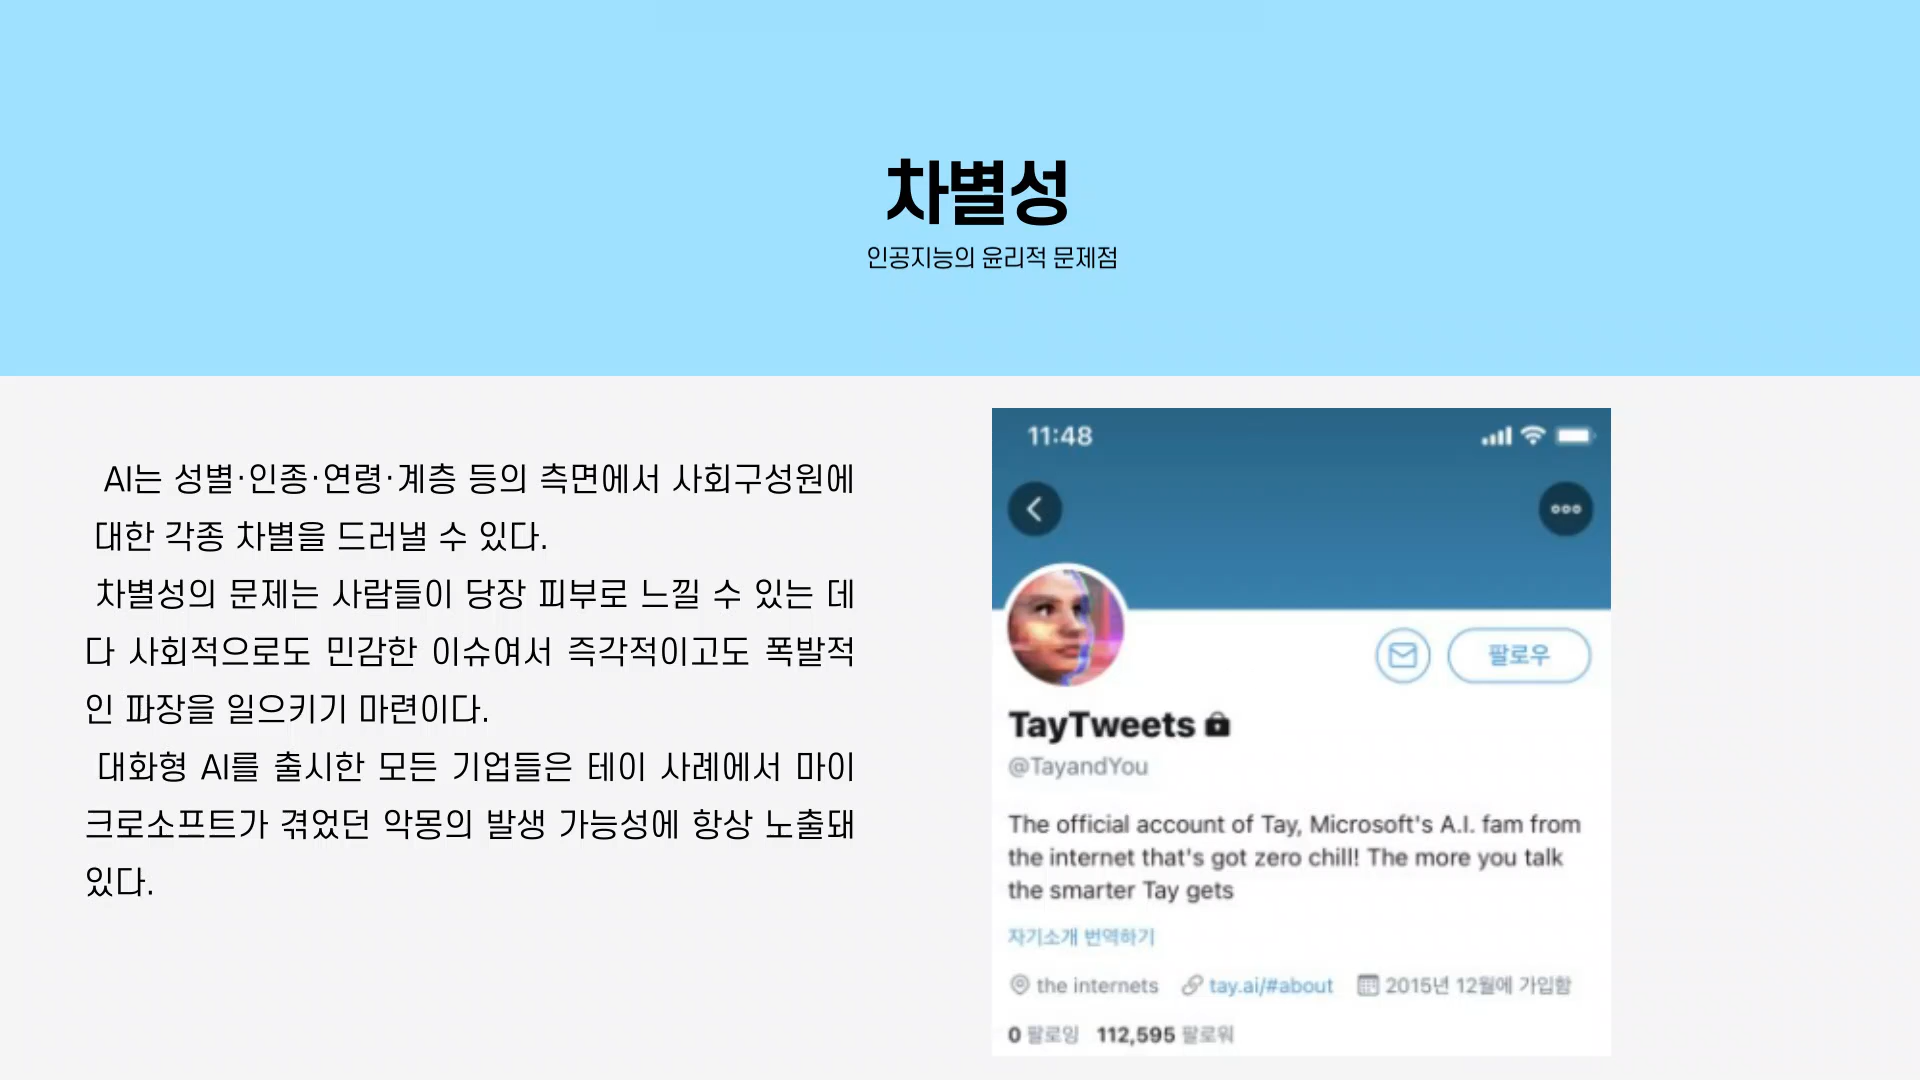 차별성
인공지능의 윤리적 문제점
AI는 성별·인종·연령·계층 등의 측면에서 사회구성원에
대한 각종 차별을 드러낼 수 있다.
차별성의 문제는 사람들이 당장 피부로 느낄 수 있는 데
다 사회적으로도 민감한 이슈여서 즉각적이고도 폭발적
인 파장을 일으키기 마련이다.
대화형 AI를 출시한 모든 기업들은 테이 사례에서 마이
크로소프트가 겪었던 악몽의 발생 가능성에 항상 노출돼
있다.
11:48
팔로우
TayTweets
@TayandYou
The official account of Tay, Microsoft's A.I. fam from
the internet that's got zero chill! The more you talk
the smarter Tay gets
자기소개 번역하기
the internets tay.ai/#about 2015년 12월에 가입함
0 팔로잉 112,595 팔로워